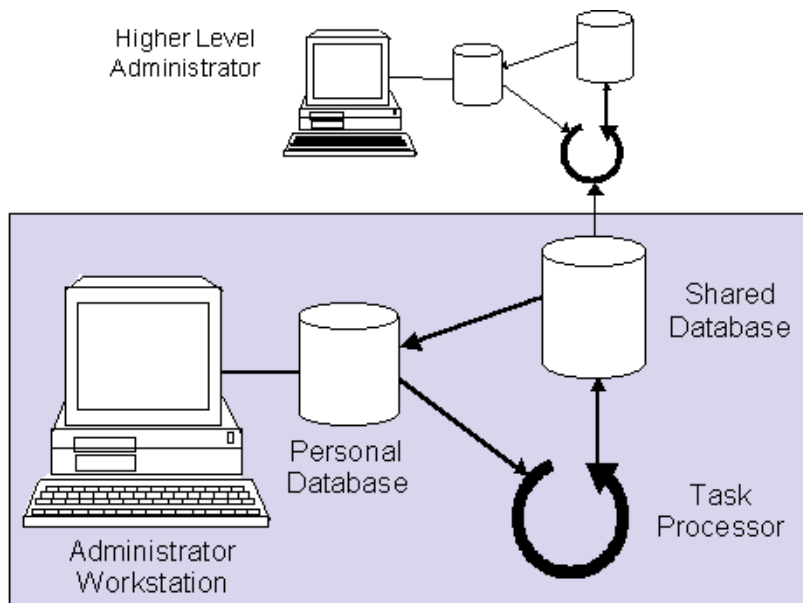 Higher Level
Administrator
Shared
Database
Personal
Database
Task
Processor
Administrator
Workstation